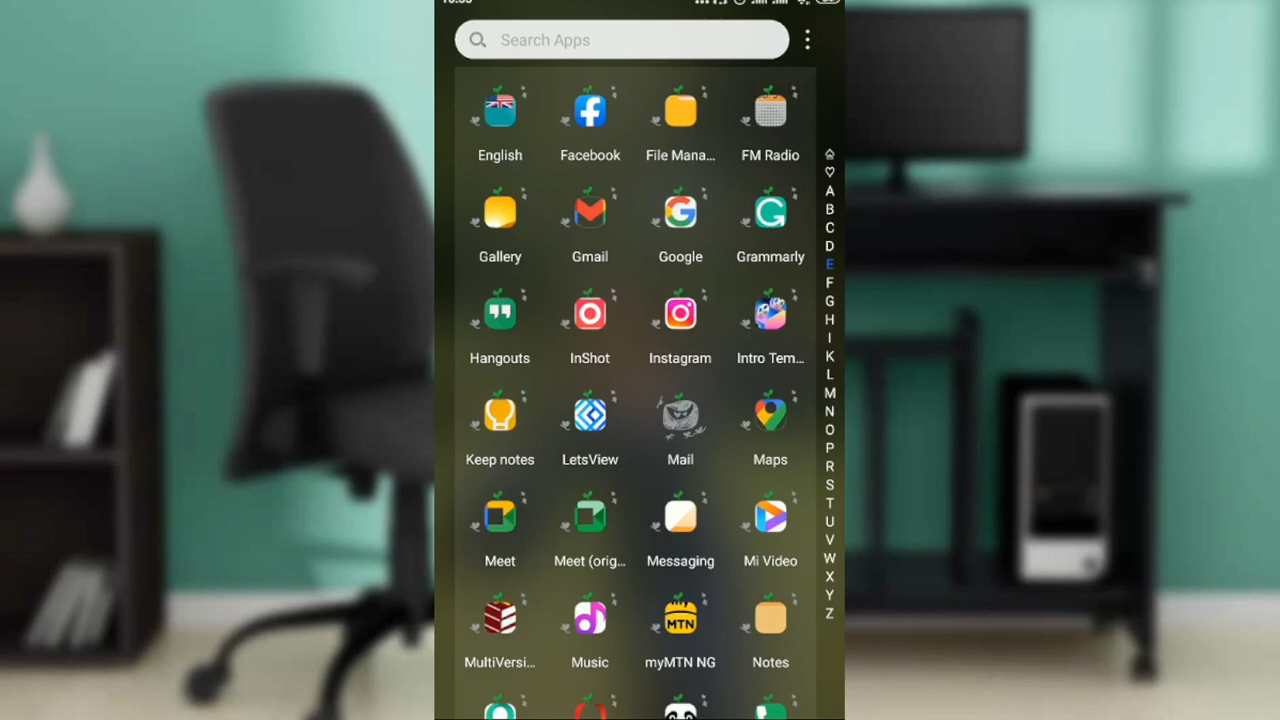 Search Apps
English Facebook File Mana... FM Radio
Gallery Gmail Google Grammarly
Hangouts InShot Instagram Intro Tem...
Keep notes LetsView Mail Maps
Meet Meet (orig... Messaging Mi Video
MTN
MultiVersi... Music myMTN NG Notes
A
B
C
D
E
F
G
H
I
K
L
M
N
O
P
R
S
T
U
V
W
X
Y
Z